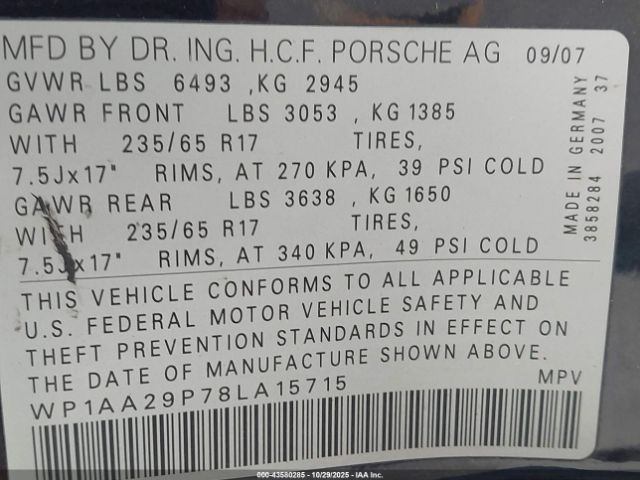 MFD BY DR. ING. H.C.F. PORSCHE AG 09/07
GVWR LBS 6493 ,KG 2945
GAWR FRONT LBS 3053 , KG 1385
WITH 235/65 R17 TIRES,
7.5Jx17" RIMS, AT 270 KPA, 39 PSI COLD
GAWR REAR LBS 3638 , KG 1650
WITH 235/65 R17 TIRES,
7.5Jx17" RIMS, AT 340 KPA, 49 PSI COLD
MADE IN GERMANY
3858284 2007 37
THIS VEHICLE CONFORMS TO ALL APPLICABLE
U.S. FEDERAL MOTOR VEHICLE SAFETY AND
THEFT PREVENTION STANDARDS IN EFFECT ON
THE DATE OF MANUFACTURE SHOWN ABOVE.
WP1AA29P78LA15715 MPV
000-43580285 - 10/29/2025 - IAA Inc.